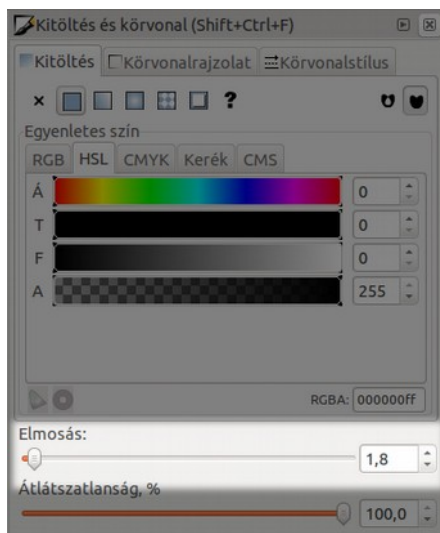 Kitöltés és körvonal (Shift+Ctrl+F)
Kitöltés Körvonalrajzolat Körvonalstílus
?
Egyenletes szín
RGB HSL CMYK Kerék CMS
Á 0
T 0
F 0
A 255
RGBA: 000000ff
Elmosás:
1,8
Átlátszatlanság, %
100,0